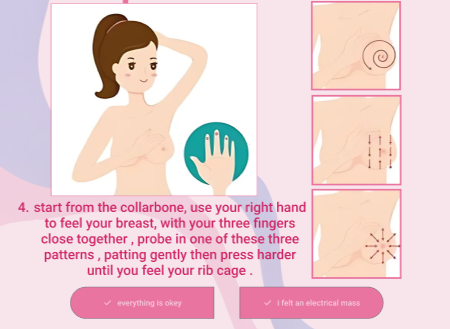 4. start from the collarbone, use your right hand
to feel your breast, with your three fingers
close together , probe in one of these three
patterns , patting gently then press harder
until you feel your rib cage .
everything is okey
i felt an electrical mass